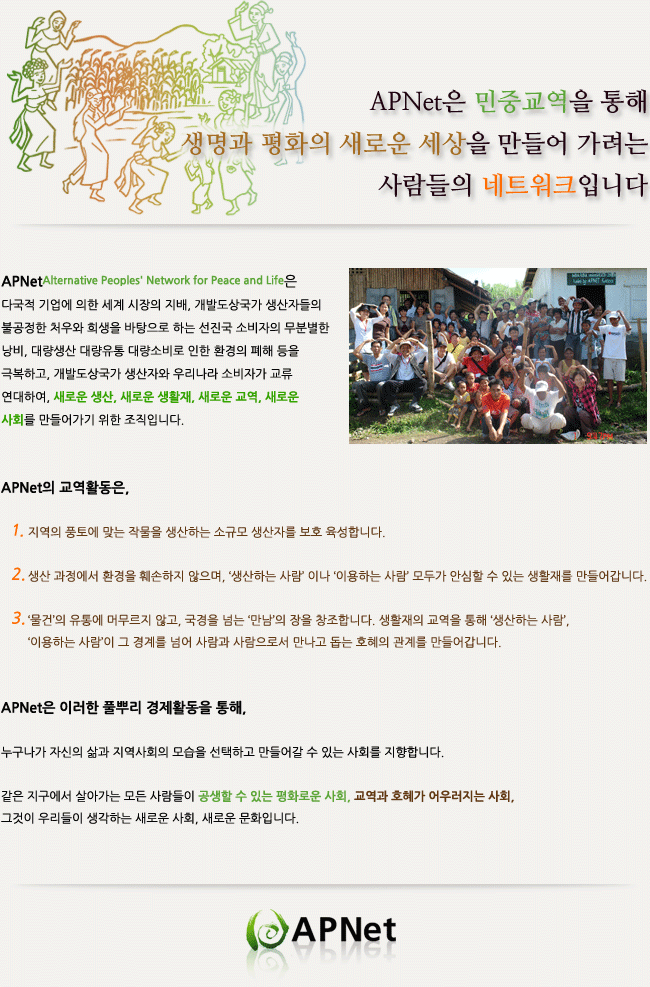 APNet은 민중교역을 통해
생명과 평화의 새로운 세상을 만들어 가려는
사람들의 네트워크입니다
APNetAlternative Peoples' Network for Peace and Life은
다국적 기업에 의한 세계 시장의 지배, 개발도상국가 생산자들의
불공정한 처우와 희생을 바탕으로 하는 선진국 소비자의 무분별한
낭비, 대량생산 대량유통 대량소비로 인한 환경의 폐해 등을
극복하고, 개발도상국가 생산자와 우리나라 소비자가 교류
연대하여, 새로운 생산, 새로운 생활재, 새로운 교역, 새로운
사회를 만들어가기 위한 조직입니다.
APNet의 교역활동은,
1. 지역의 풍토에 맞는 작물을 생산하는 소규모 생산자를 보호 육성합니다.
2. 생산 과정에서 환경을 훼손하지 않으며, ‘생산하는 사람’ 이나 ‘이용하는 사람’ 모두가 안심할 수 있는 생활재를 만들어갑니다.
3. ‘물건’의 유통에 머무르지 않고, 국경을 넘는 ‘만남’의 장을 창조합니다. 생활재의 교역을 통해 ‘생산하는 사람’,
‘이용하는 사람’이 그 경계를 넘어 사람과 사람으로서 만나고 돕는 호혜의 관계를 만들어갑니다.
APNet은 이러한 풀뿌리 경제활동을 통해,
누구나가 자신의 삶과 지역사회의 모습을 선택하고 만들어갈 수 있는 사회를 지향합니다.
같은 지구에서 살아가는 모든 사람들이 공생할 수 있는 평화로운 사회, 교역과 호혜가 어우러지는 사회,
그것이 우리들이 생각하는 새로운 사회, 새로운 문화입니다.
APNet